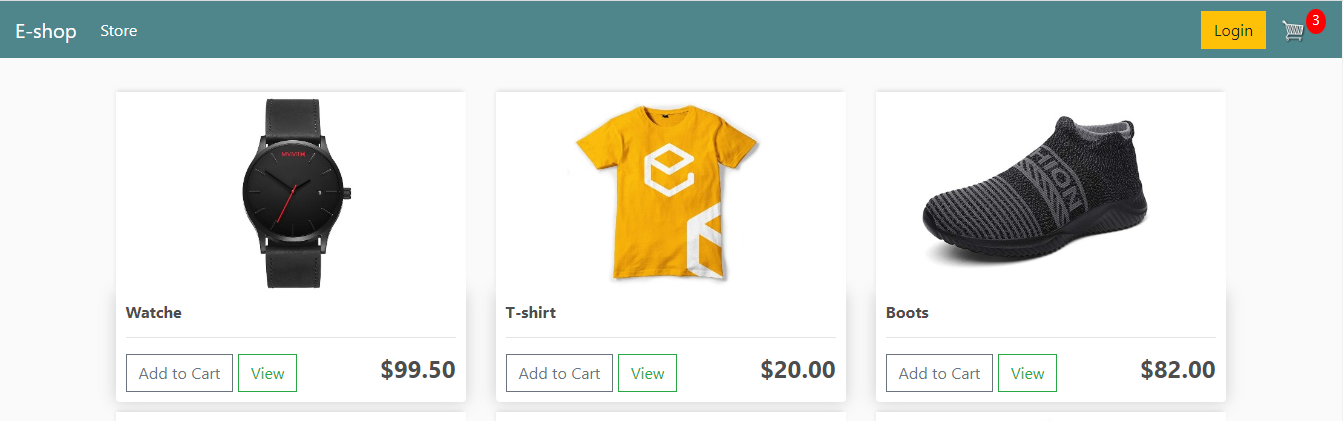 E-shop Store Login 3
MVMT
HION
Watche T-shirt Boots
Add to Cart View $99.50 Add to Cart View $20.00 Add to Cart View $82.00